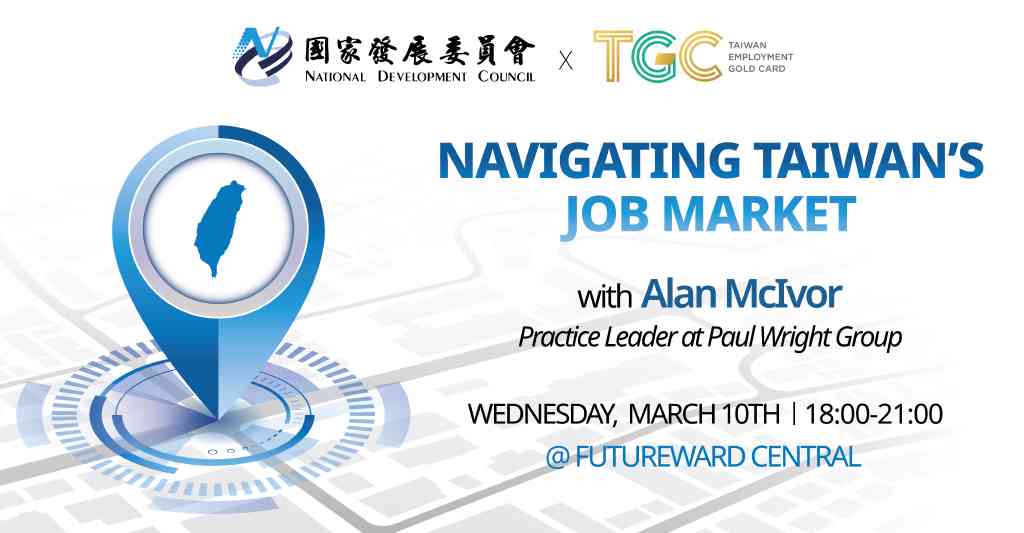 國家發展委員會
NATIONAL DEVELOPMENT COUNCIL
X
TGC
TAIWAN
EMPLOYMENT
GOLD CARD
NAVIGATING TAIWAN'S
JOB MARKET
with Alan McIvor
Practice Leader at Paul Wright Group
WEDNESDAY, MARCH 10TH | 18:00-21:00
@ FUTUREWARD CENTRAL